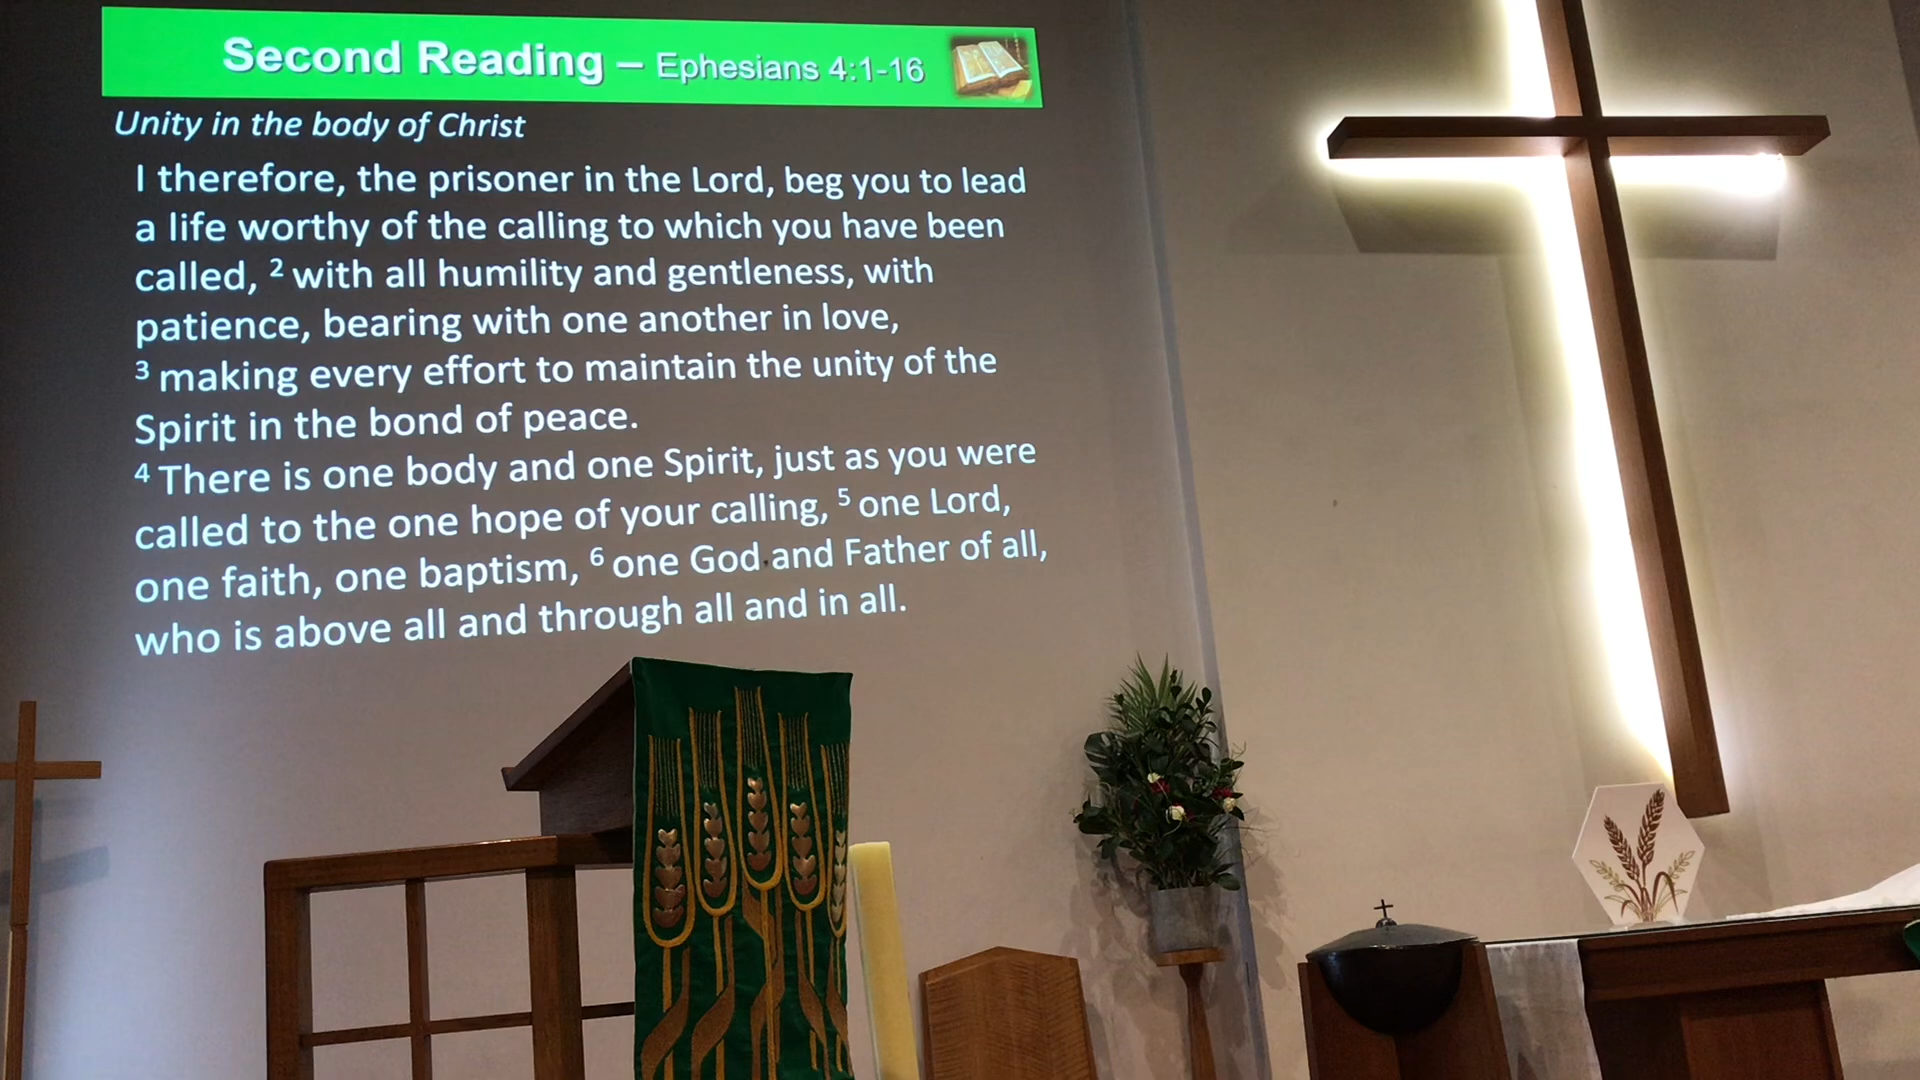 Second Reading – Ephesians 4:1-16
Unity in the body of Christ
I therefore, the prisoner in the Lord, beg you to lead
a life worthy of the calling to which you have been
called, 2 with all humility and gentleness, with
patience, bearing with one another in love,
3 making every effort to maintain the unity of the
Spirit in the bond of peace.
4 There is one body and one Spirit, just as you were
called to the one hope of your calling, 5 one Lord,
one faith, one baptism, 6 one God and Father of all,
who is above all and through all and in all.